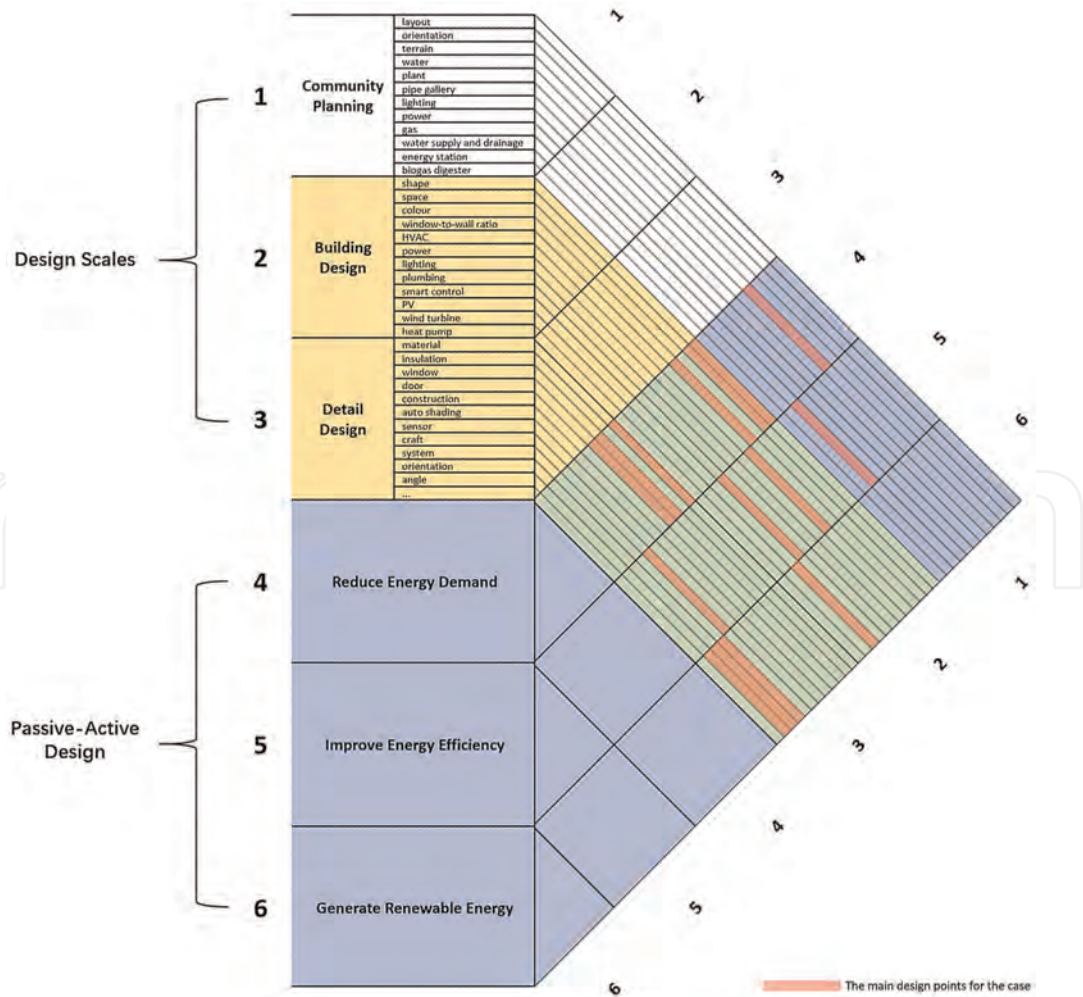 Design Scales
Passive-Active
Design
1
2
3
4
5
6
Community
Planning
layout
orientation
terrain
water
plant
pipe gallery
lighting
power
gas
water supply and drainage
energy station
biogas digester
Building
Design
shape
space
colour
window-to-wall ratio
HVAC
power
lighting
plumbing
smart control
PV
wind turbine
heat pump
Detail
Design
material
insulation
window
door
construction
auto shading
sensor
craft
system
orientation
angle
...
Reduce Energy Demand
Improve Energy Efficiency
Generate Renewable Energy
1
2
3
4
5
6
1
2
3
4
5
6
The main design points for the case